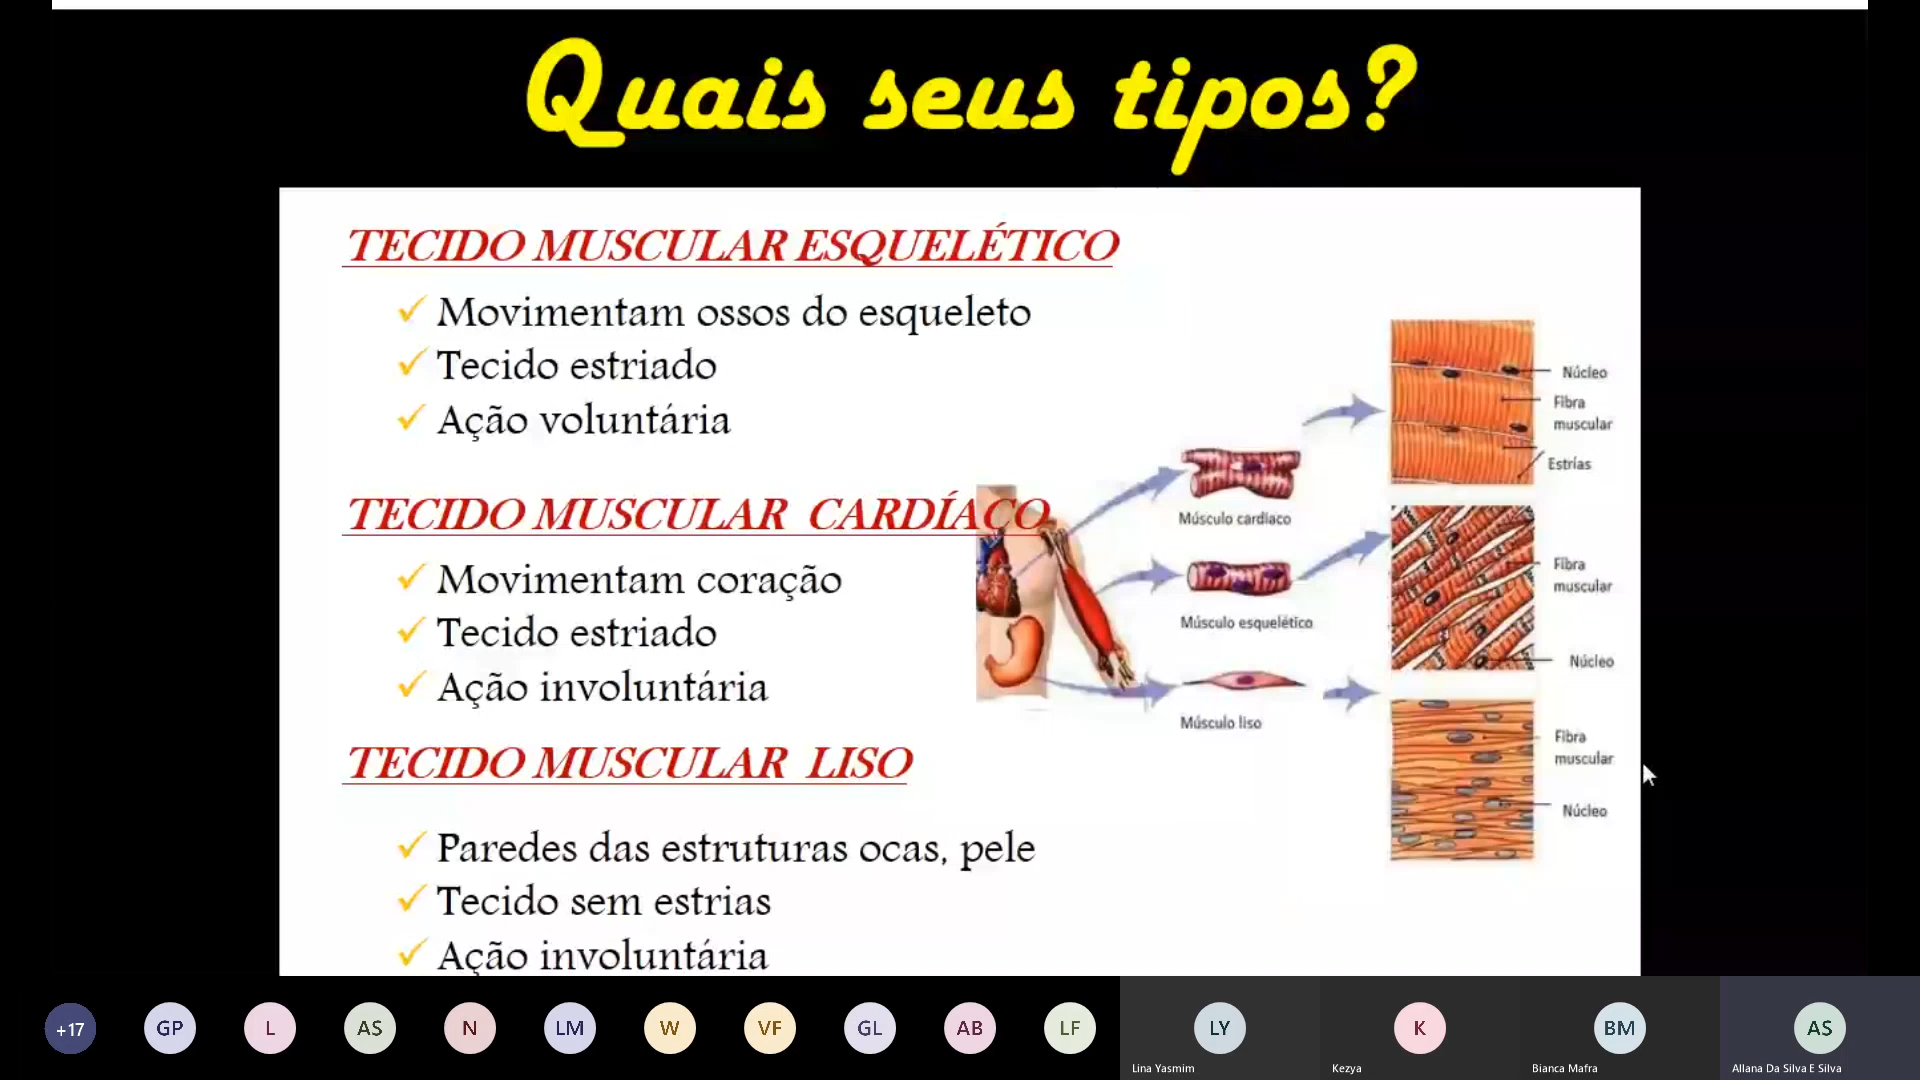 Quais seus tipos?
TECIDO MUSCULAR ESQUELÉTICO
✓ Movimentam ossos do esqueleto
✓ Tecido estriado
✓ Ação voluntária
TECIDO MUSCULAR CARDÍACO
✓ Movimentam coração
✓ Tecido estriado
✓ Ação involuntária
TECIDO MUSCULAR LISO
✓ Paredes das estruturas ocas, pele
✓ Tecido sem estrias
✓ Ação involuntária
Músculo cardíaco
Músculo esquelético
Músculo liso
Núcleo
Fibra
muscular
Estrías
Fibra
muscular
Núcleo
Fibra
muscular
Núcleo
+17
GP
L
AS
N
LM
W
VF
GL
AB
LF
LY
Lina Yasmim
K
Kezya
BM
Bianca Mafra
AS
Allana Da Silva E Silva